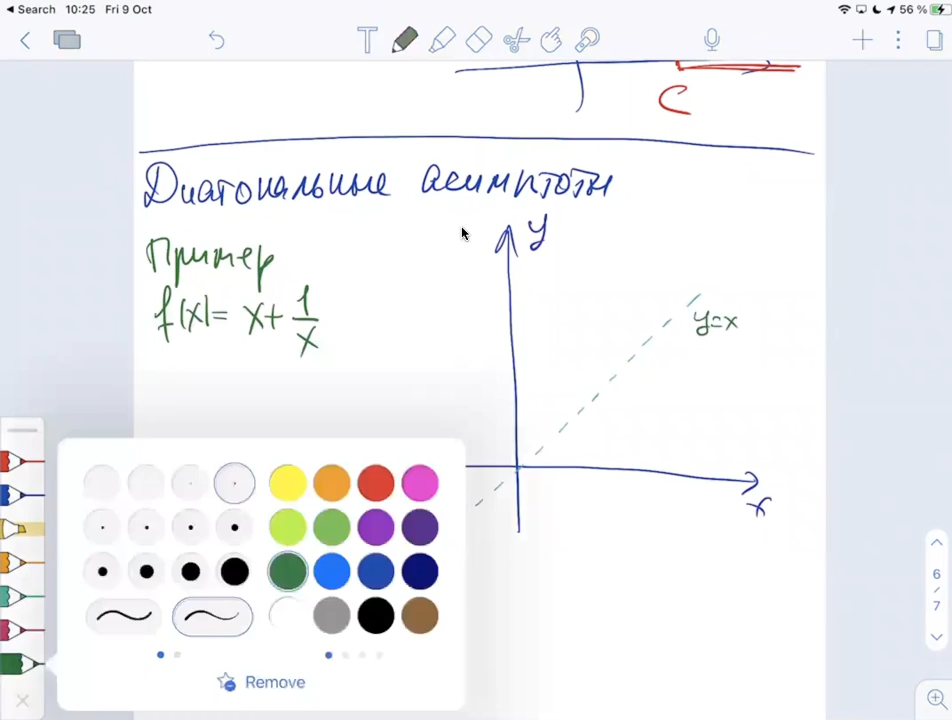 Search 10:25 Fri 9 Oct 56 %
T
C
Диагональные асимптоты
y
Пример
f(x)= x+ 1/x
y=x
x
6
7
Remove